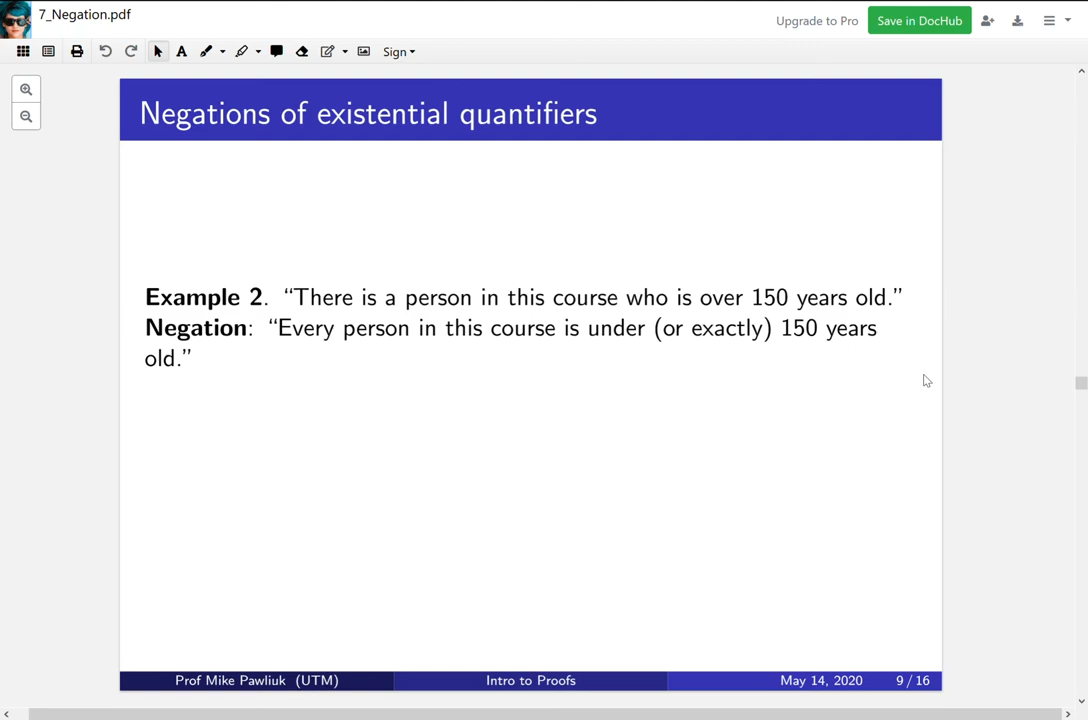 7_Negation.pdf
Upgrade to Pro
Save in DocHub
A
Sign
Negations of existential quantifiers
Example 2. “There is a person in this course who is over 150 years old.”
Negation: “Every person in this course is under (or exactly) 150 years
old.”
Prof Mike Pawliuk (UTM) Intro to Proofs May 14, 2020 9 / 16